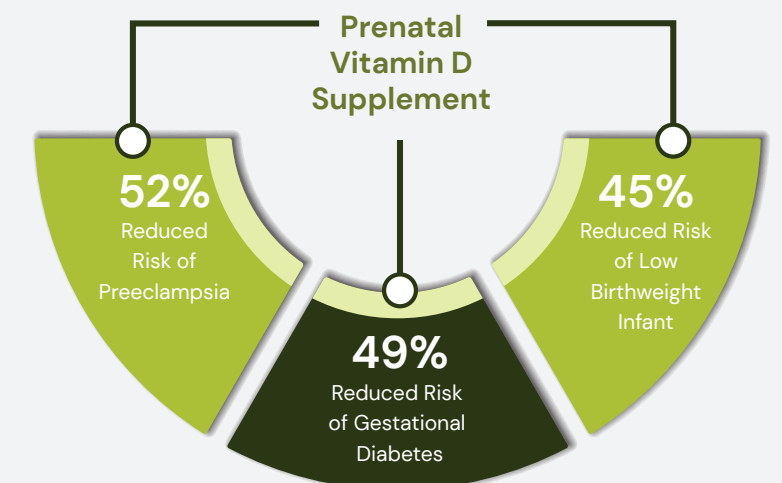 Prenatal
Vitamin D
Supplement
52%
Reduced
Risk of
Preeclampsia
49%
Reduced Risk
of Gestational
Diabetes
45%
Reduced Risk
of Low
Birthweight
Infant